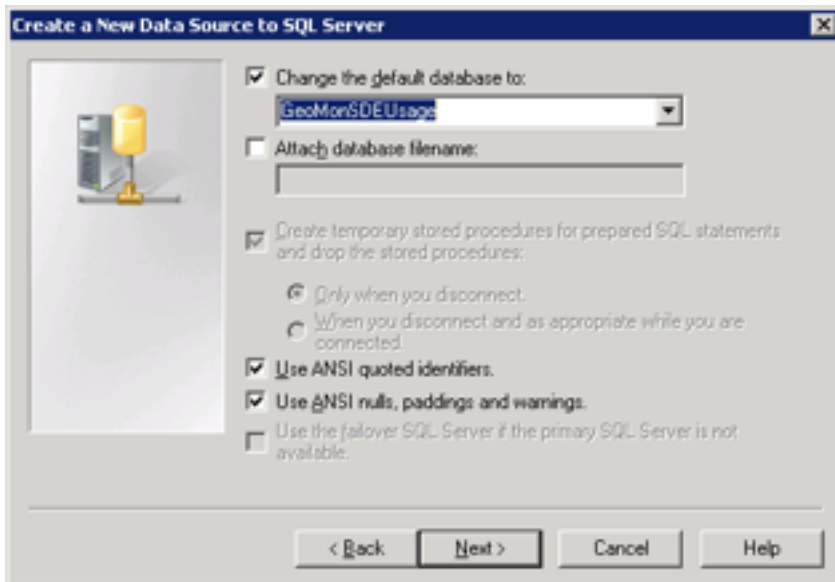 Create a New Data Source to SQL Server
Change the default database to:
GeoMonSDEUsage
Attach database filename:
Create temporary stored procedures for prepared SQL statements
and drop the stored procedures:
Only when you disconnect.
When you disconnect and as appropriate while you are
connected.
Use ANSI quoted identifiers.
Use ANSI nulls, paddings and warnings.
Use the failover SQL Server if the primary SQL Server is not
available.
< Back
Next >
Cancel
Help